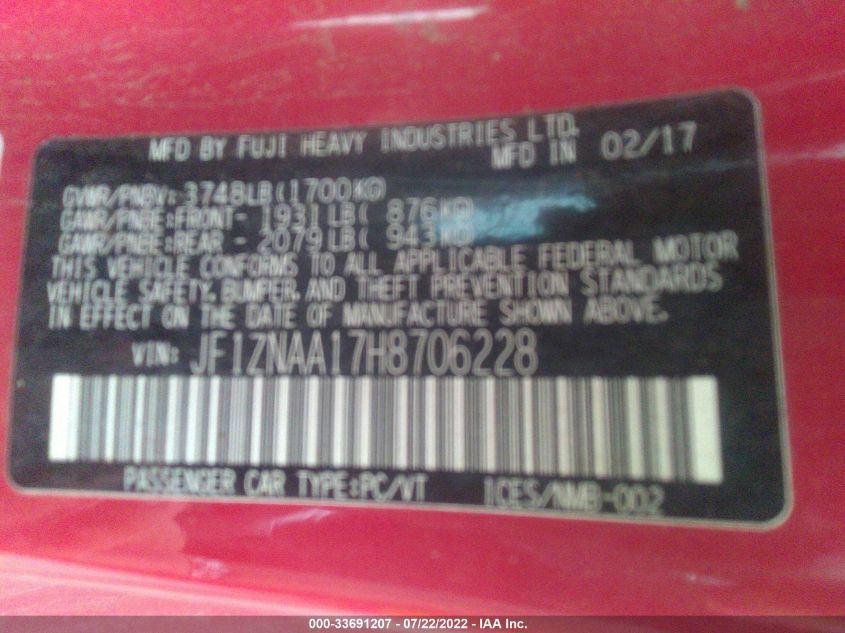 MFD BY FUJI HEAVY INDUSTRIES LTD.
MFD IN 02/17
GVWR/PNBV: 3748LB(1700KG)
GAWR/PNBE:FRONT- 1931LB( 876KG)
GAWR/PNBE:REAR - 2079LB( 943KG)
THIS VEHICLE CONFORMS TO ALL APPLICABLE FEDERAL MOTOR
VEHICLE SAFETY, BUMPER, AND THEFT PREVENTION STANDARDS
IN EFFECT ON THE DATE OF MANUFACTURE SHOWN ABOVE.
VIN: JF1ZNAA17H8706228
PASSENGER CAR TYPE:PC/VT ICES/NMB-002
000-33691207 - 07/22/2022 - IAA Inc.